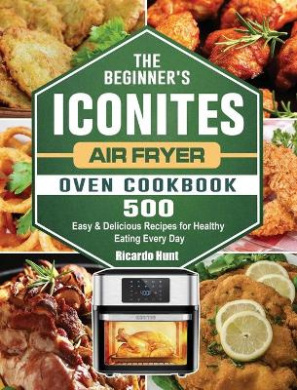 THE
BEGINNER'S
ICONITES
AIR FRYER
OVEN COOKBOOK
500
Easy & Delicious Recipes for Healthy
Eating Every Day
Ricardo Hunt